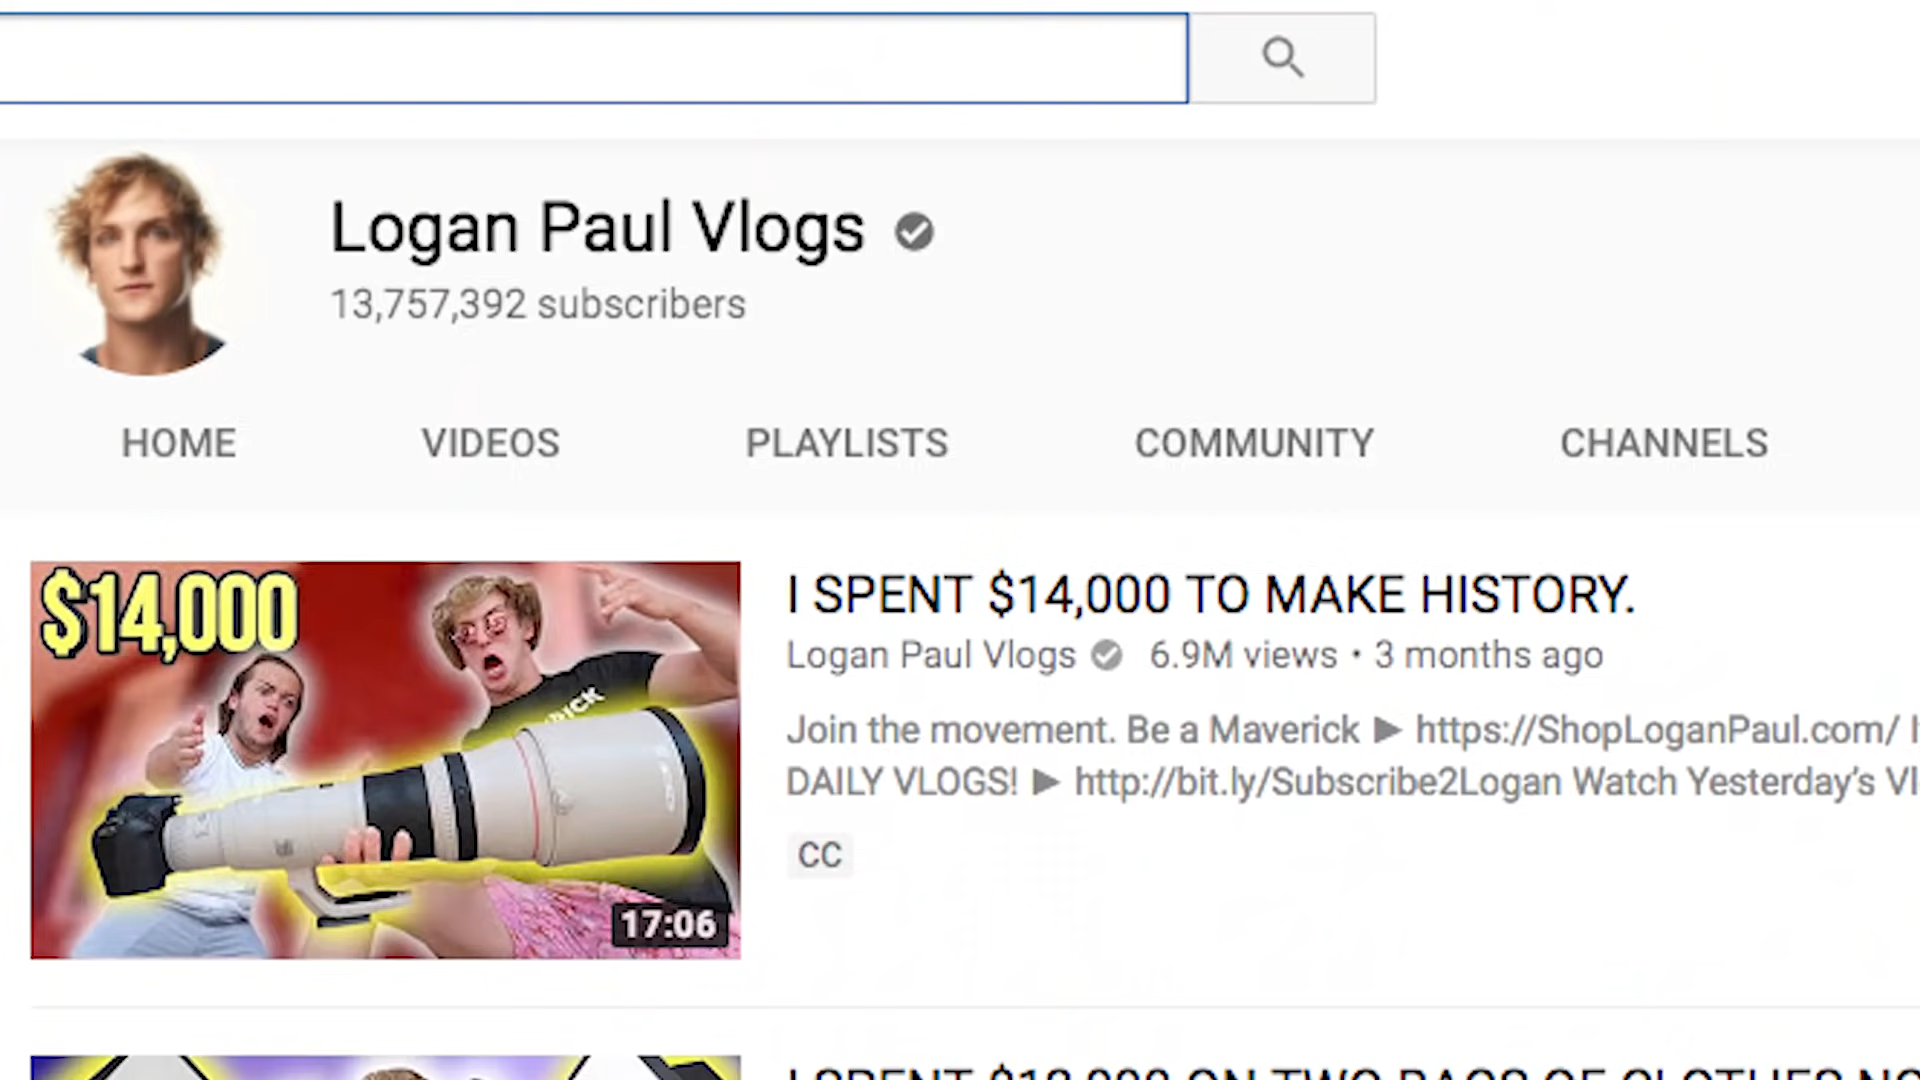 Logan Paul Vlogs
13,757,392 subscribers
HOME VIDEOS PLAYLISTS COMMUNITY CHANNELS
$14,000
17:06
I SPENT $14,000 TO MAKE HISTORY.
Logan Paul Vlogs 6.9M views • 3 months ago
Join the movement. Be a Maverick ► https://ShopLoganPaul.com/
DAILY VLOGS! ► http://bit.ly/Subscribe2Logan Watch Yesterday's
CC